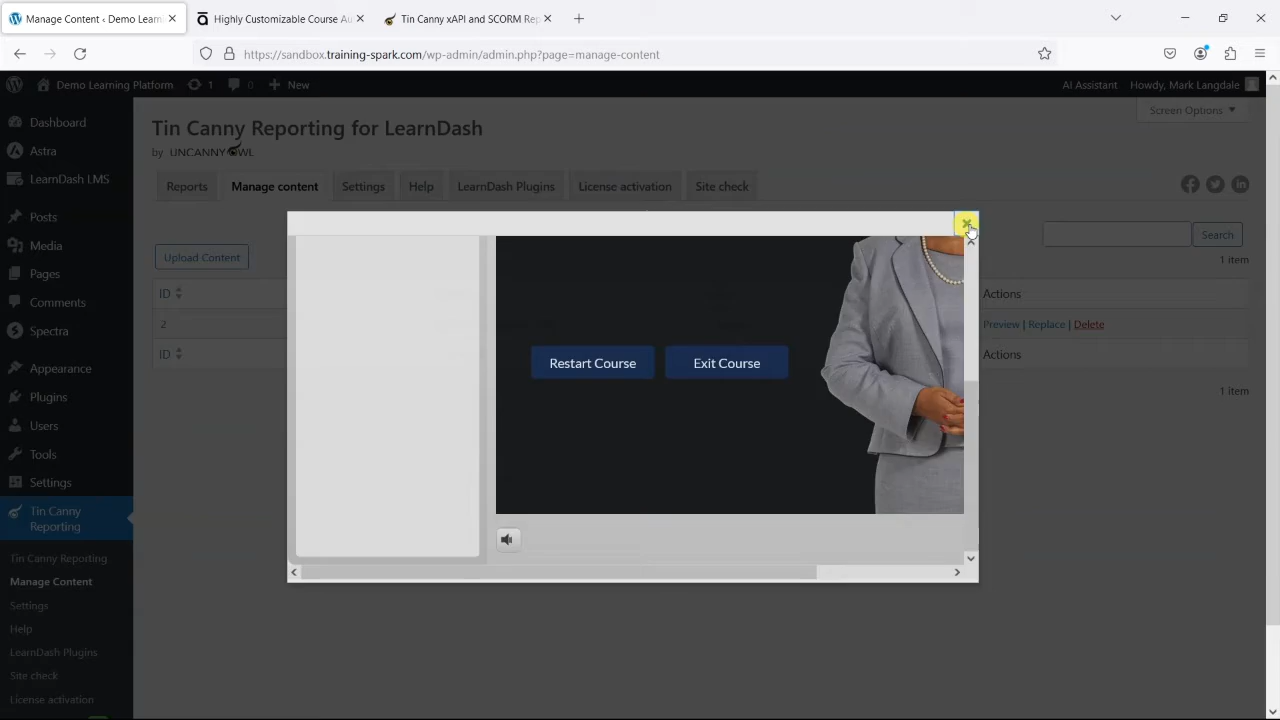 Manage Content ‹ Demo Learni
Highly Customizable Course Au
Tin Canny xAPI and SCORM Rep
https://sandbox.training-spark.com/wp-admin/admin.php?page=manage-content
Demo Learning Platform
1
0
New
AI Assistant
Howdy, Mark Langdale
Dashboard
Astra
LearnDash LMS
Posts
Media
Pages
Comments
Spectra
Appearance
Plugins
Users
Tools
Settings
Tin Canny
Reporting
Tin Canny Reporting
Manage Content
Settings
Help
LearnDash Plugins
Site check
License activation
Screen Options
Tin Canny Reporting for LearnDash
by UNCANNY OWL
Reports
Manage content
Settings
Help
LearnDash Plugins
License activation
Site check
Upload Content
Search
1 item
ID
Actions
2
Preview | Replace | Delete
ID
Actions
1 item
Restart Course
Exit Course